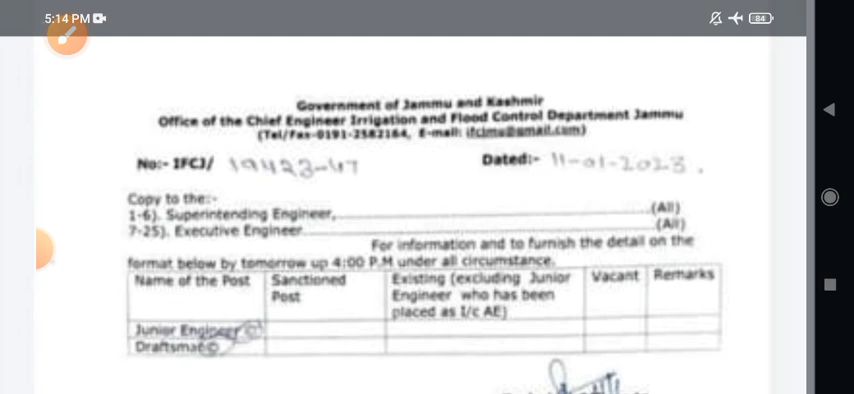 5:14 PM
84
Government of Jammu and Kashmir
Office of the Chief Engineer Irrigation and Flood Control Department Jammu
(Tel/Fax-0191-2582164, E-mail: ifcjmu@gmail.com)
No:- IFCJ/ 19423-47 Dated:- 11-01-2023.
Copy to the:-
1-6). Superintending Engineer,..............................(All)
7-25). Executive Engineer..............................(All)
For information and to furnish the detail on the
format below by tomorrow up 4:00 P.M under all circumstance.
Name of the Post Sanctioned Post Existing (excluding Junior Engineer who has been placed as I/c AE) Vacant Remarks
Junior Engineer ©
Draftsma ©